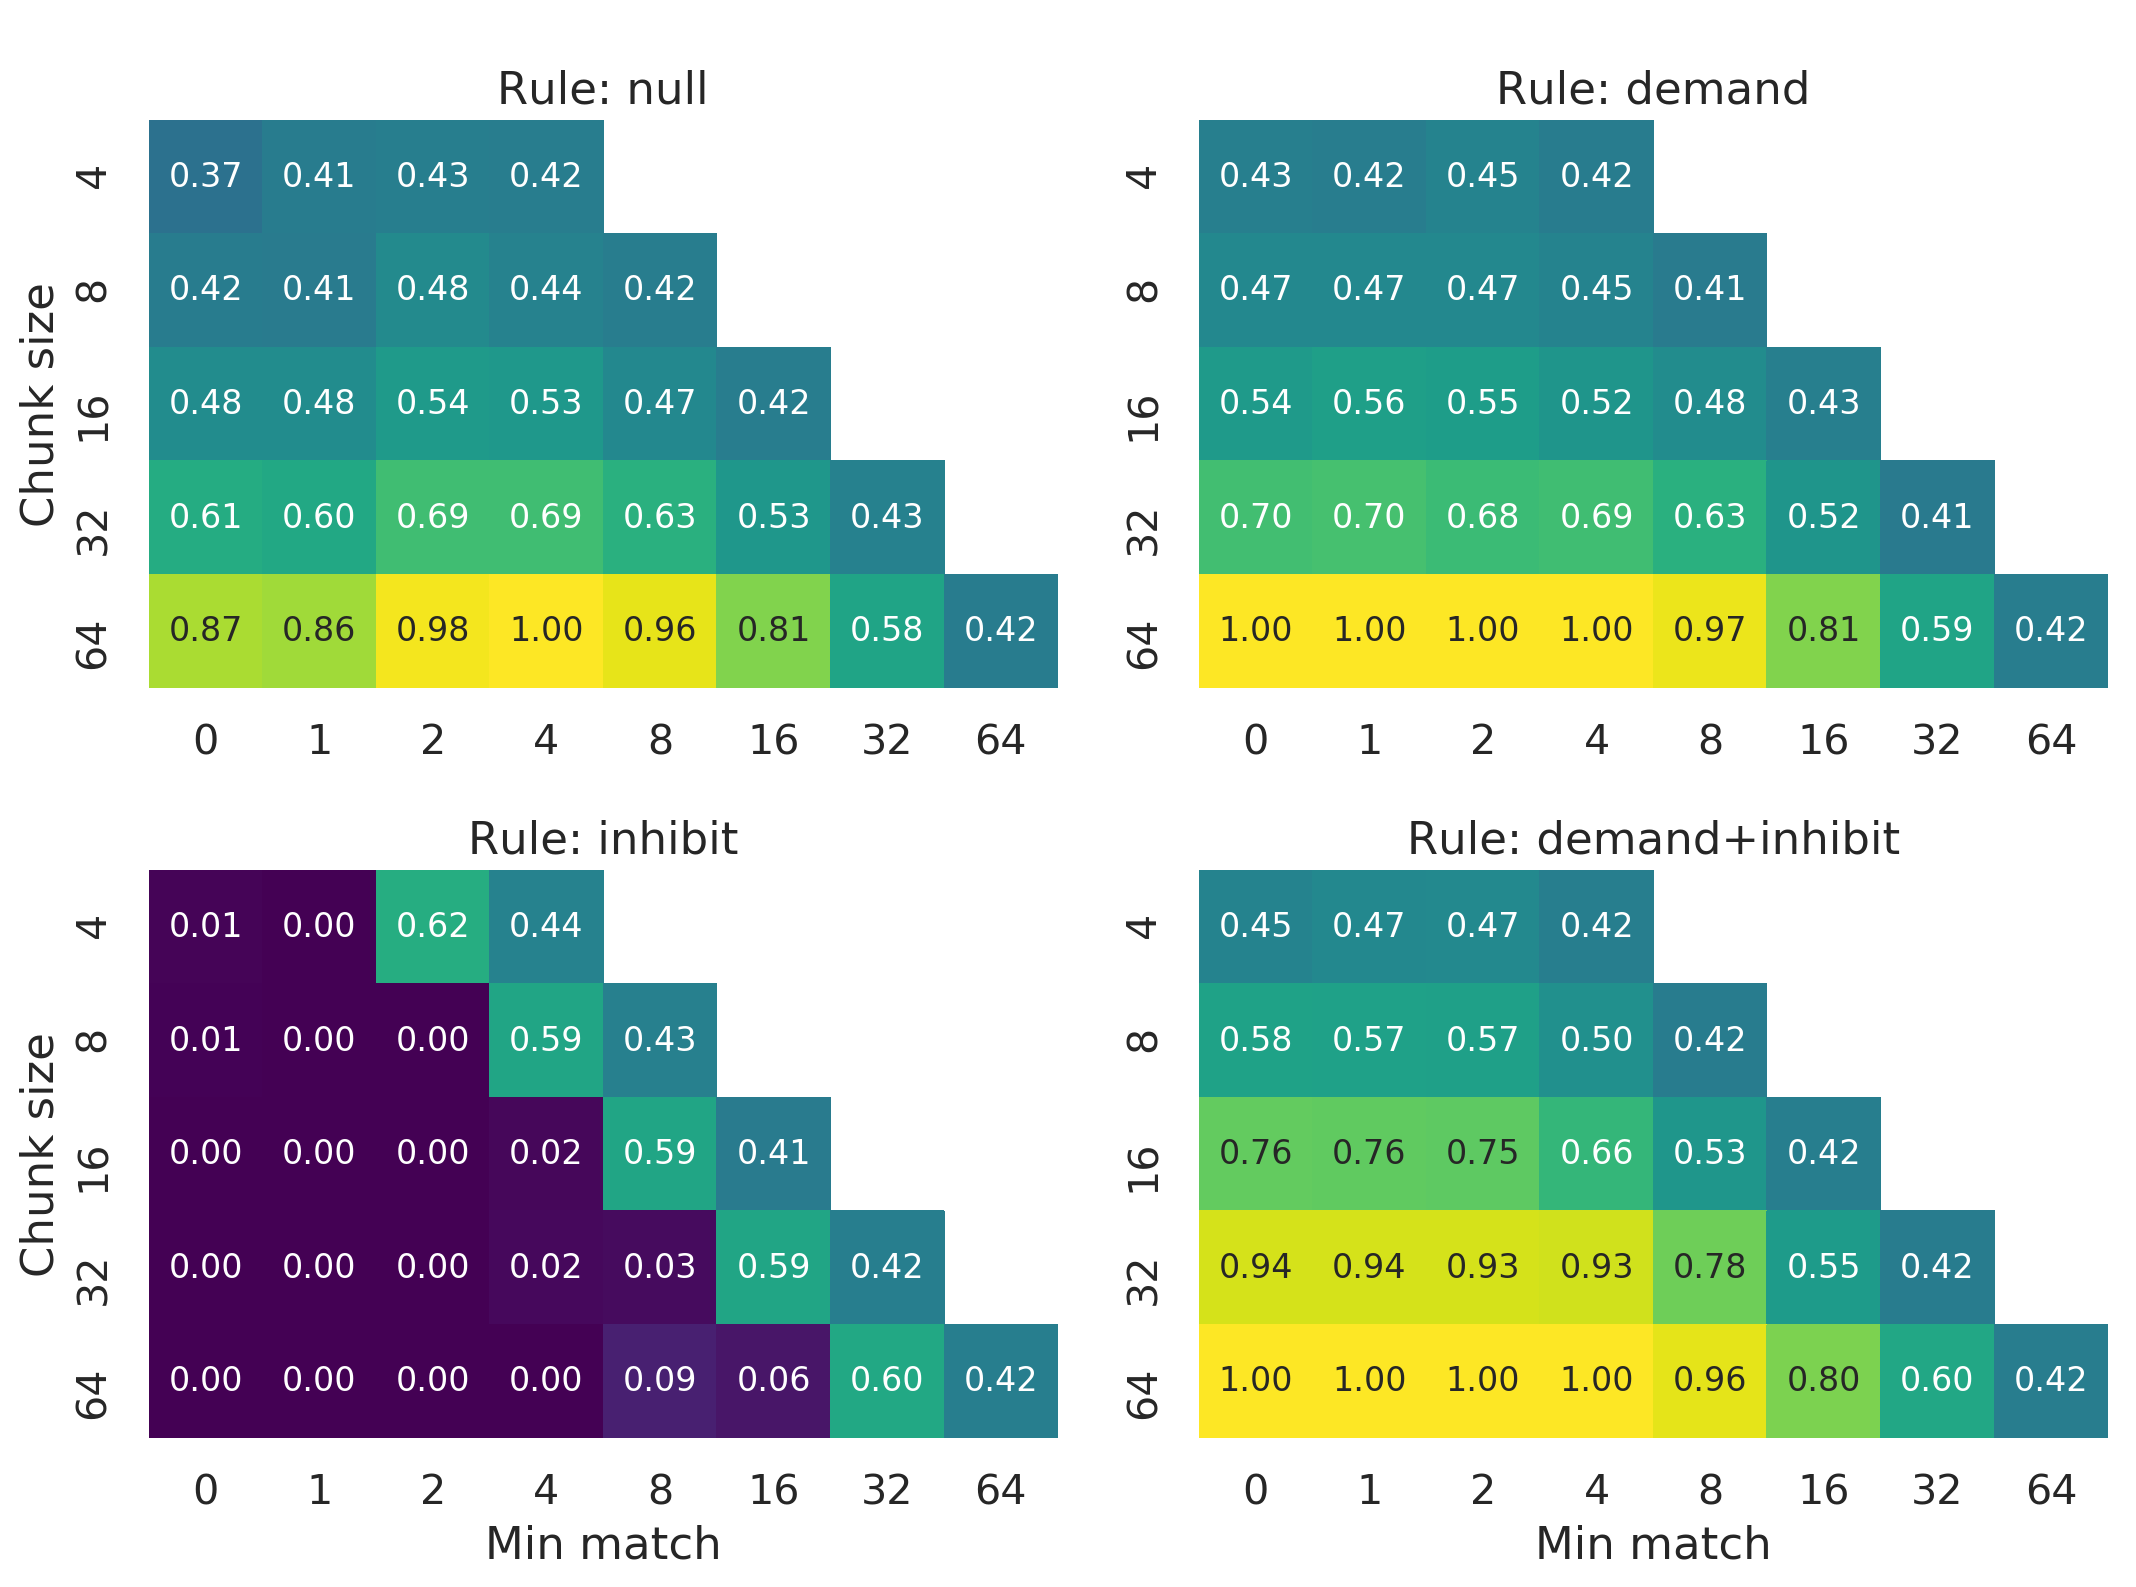 Rule: null
Chunk size
4 0.37 0.41 0.43 0.42
8 0.42 0.41 0.48 0.44 0.42
16 0.48 0.48 0.54 0.53 0.47 0.42
32 0.61 0.60 0.69 0.69 0.63 0.53 0.43
64 0.87 0.86 0.98 1.00 0.96 0.81 0.58 0.42
0 1 2 4 8 16 32 64
Rule: demand
4 0.43 0.42 0.45 0.42
8 0.47 0.47 0.47 0.45 0.41
16 0.54 0.56 0.55 0.52 0.48 0.43
32 0.70 0.70 0.68 0.69 0.63 0.52 0.41
64 1.00 1.00 1.00 1.00 0.97 0.81 0.59 0.42
0 1 2 4 8 16 32 64
Rule: inhibit
Chunk size
4 0.01 0.00 0.62 0.44
8 0.01 0.00 0.00 0.59 0.43
16 0.00 0.00 0.00 0.02 0.59 0.41
32 0.00 0.00 0.00 0.02 0.03 0.59 0.42
64 0.00 0.00 0.00 0.00 0.09 0.06 0.60 0.42
0 1 2 4 8 16 32 64
Min match
Rule: demand+inhibit
4 0.45 0.47 0.47 0.42
8 0.58 0.57 0.57 0.50 0.42
16 0.76 0.76 0.75 0.66 0.53 0.42
32 0.94 0.94 0.93 0.93 0.78 0.55 0.42
64 1.00 1.00 1.00 1.00 0.96 0.80 0.60 0.42
0 1 2 4 8 16 32 64
Min match